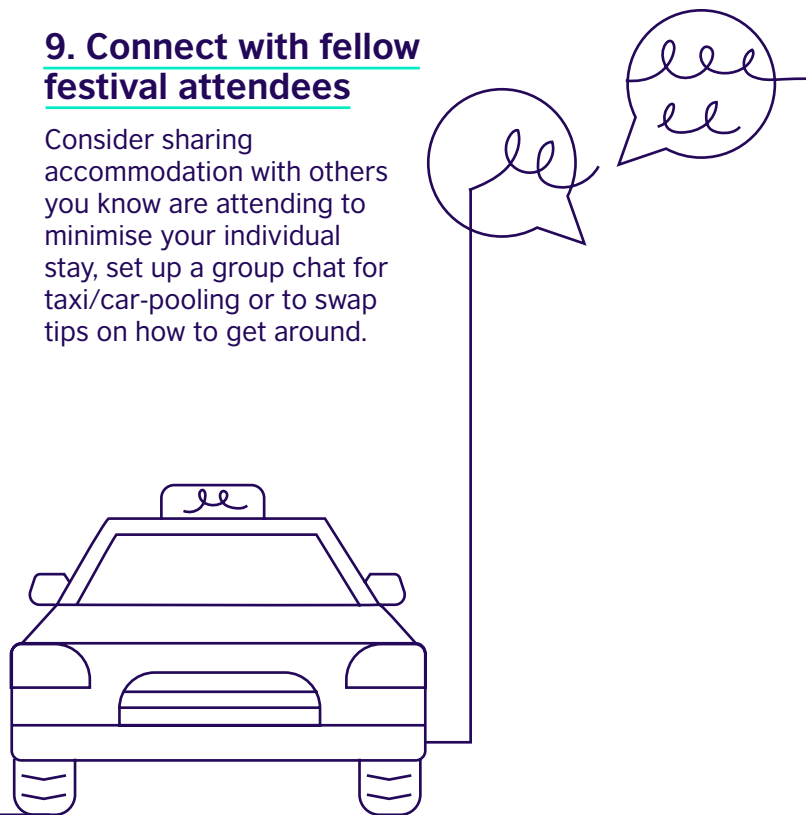 9. Connect with fellow
festival attendees
Consider sharing
accommodation with others
you know are attending to
minimise your individual
stay, set up a group chat for
taxi/car-pooling or to swap
tips on how to get around.